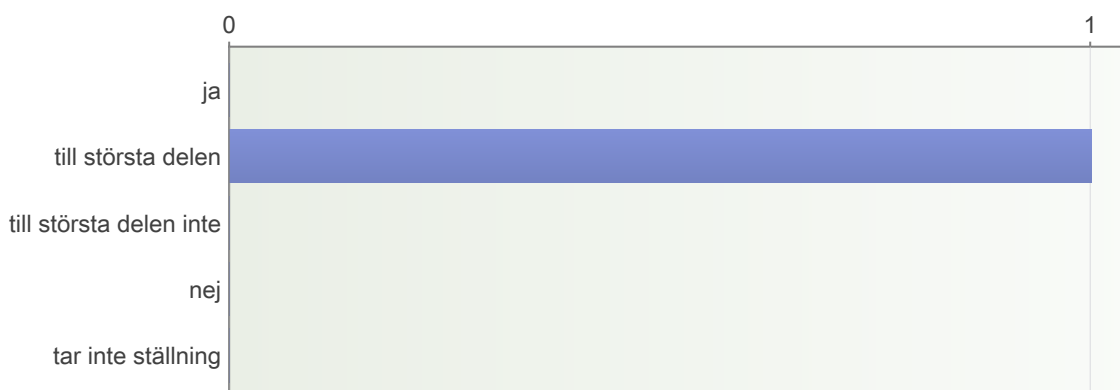 0 1
ja
till största delen
till största delen inte
nej
tar inte ställning